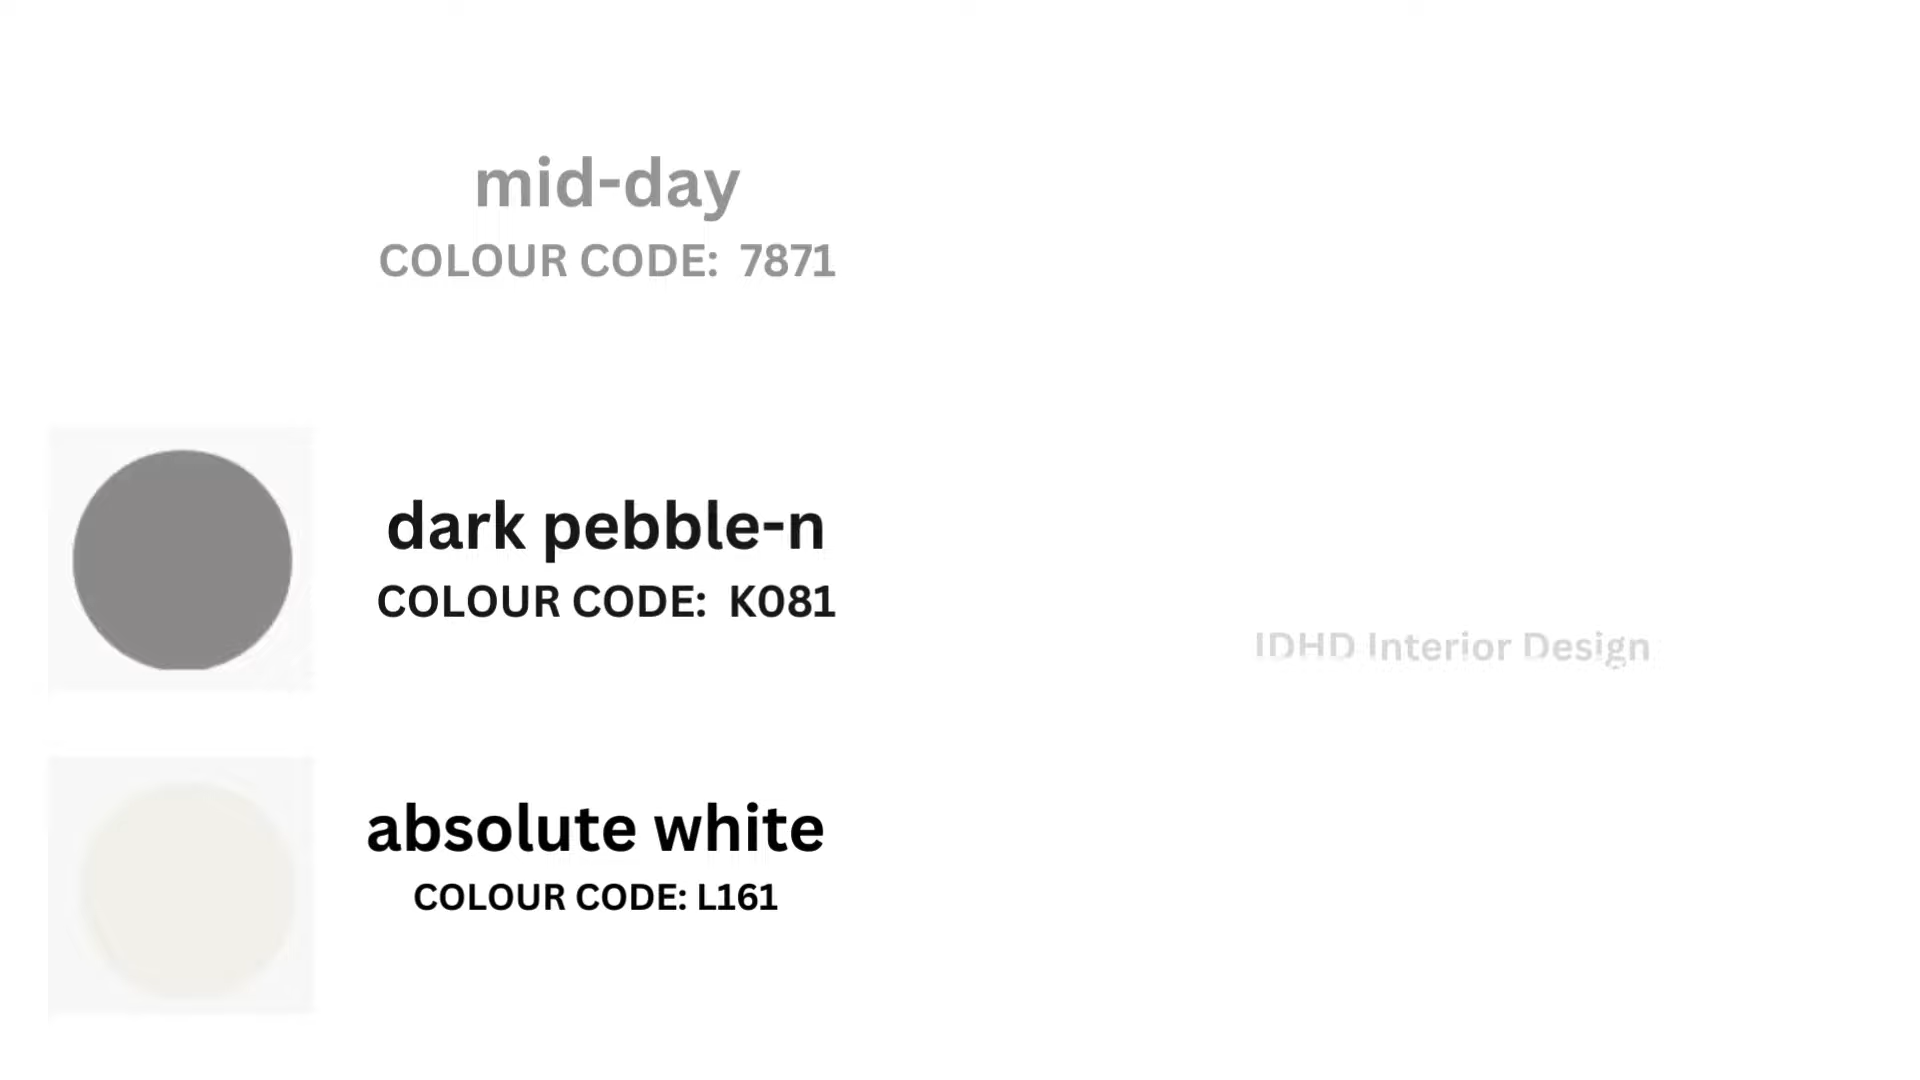 mid-day
COLOUR CODE: 7871
dark pebble-n
COLOUR CODE: K081
IDHD Interior Design
absolute white
COLOUR CODE: L161